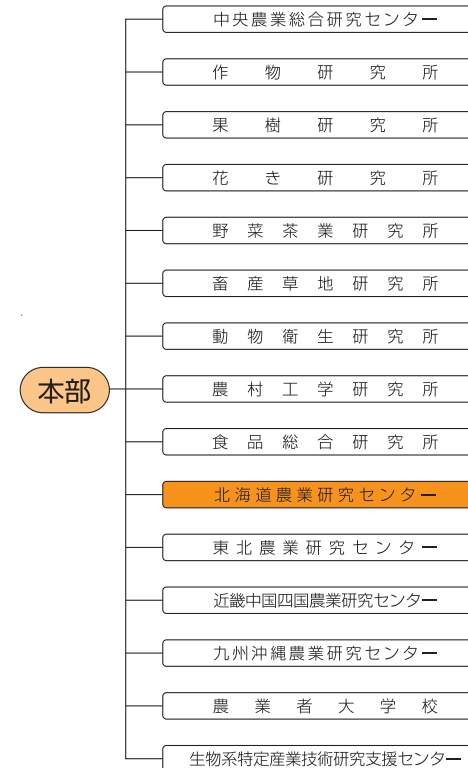 中央農業総合研究センター
作物研究所
果樹研究所
花き研究所
野菜茶業研究所
畜産草地研究所
動物衛生研究所
本部
農村工学研究所
食品総合研究所
北海道農業研究センター
東北農業研究センター
近畿中国四国農業研究センター
九州沖縄農業研究センター
農業者大学校
生物系特定産業技術研究支援センター